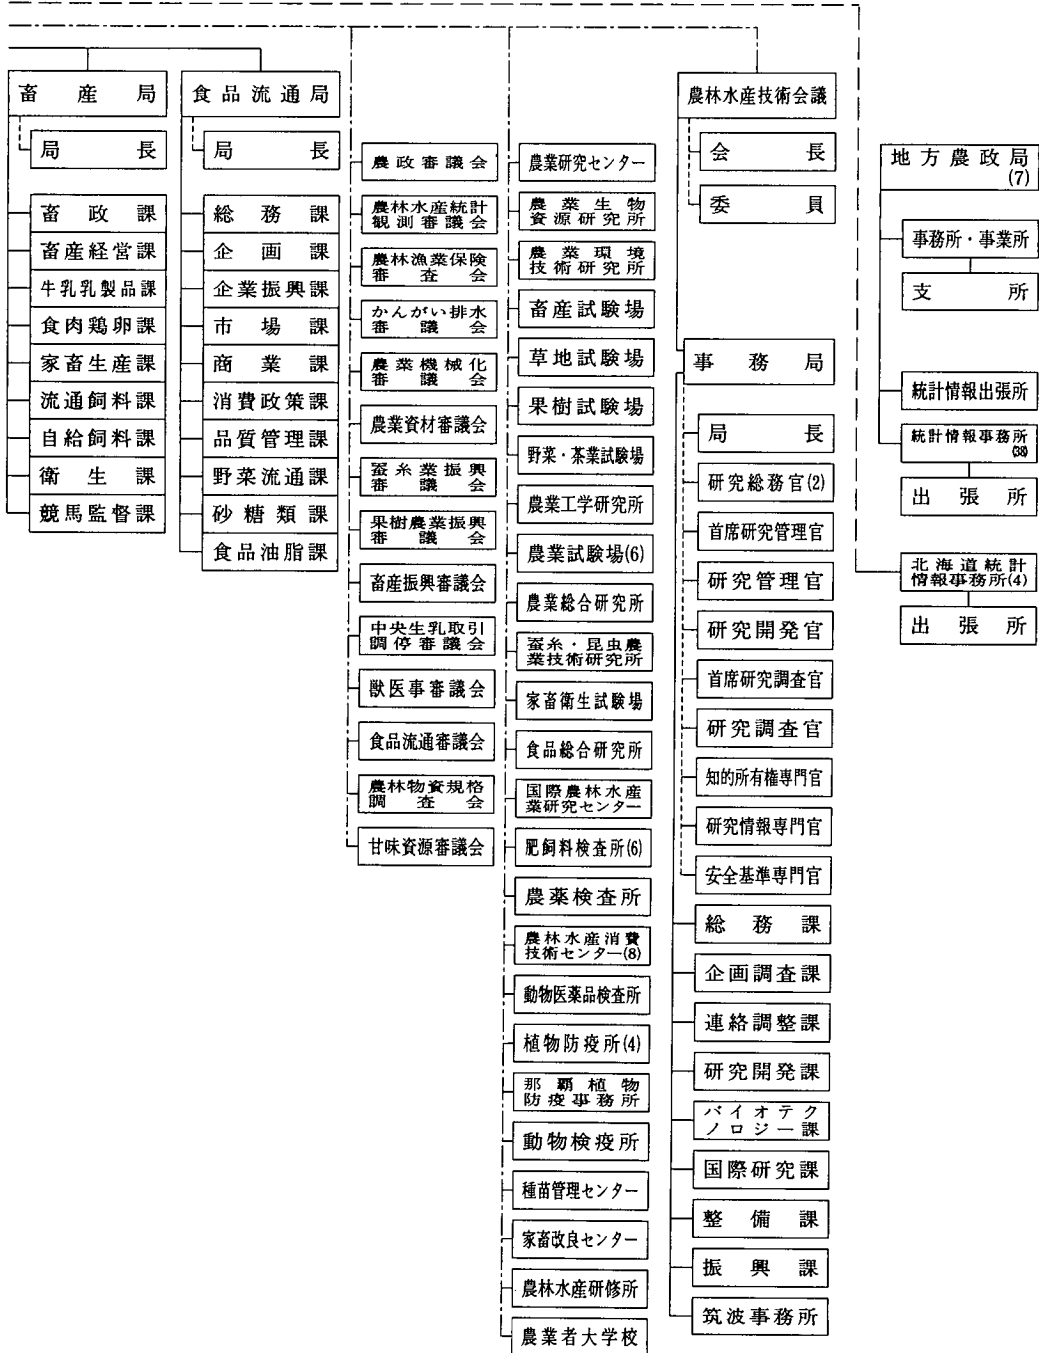 畜産局
局長
畜政課
畜産経営課
牛乳乳製品課
食肉鶏卵課
家畜生産課
流通飼料課
自給飼料課
衛生課
競馬監督課
食品流通局
局長
総務課
企画課
企業振興課
市場課
商業課
消費政策課
品質管理課
野菜流通課
砂糖類課
食品油脂課
農政審議会
農林水産統計
観測審議会
農林漁業保険
審査会
かんがい排水
審議会
農業機械化
審議会
農業資材審議会
蚕糸業振興
審議会
果樹農業振興
審議会
畜産振興審議会
中央生乳取引
調停審議会
獣医事審議会
食品流通審議会
農林物資規格
調査会
甘味資源審議会
農業研究センター
農業生物
資源研究所
農業環境
技術研究所
畜産試験場
草地試験場
果樹試験場
野菜・茶業試験場
農業工学研究所
農業試験場(6)
農業総合研究所
蚕糸・昆虫農
業技術研究所
家畜衛生試験場
食品総合研究所
国際農林水産
業研究センター
肥飼料検査所(6)
農薬検査所
農林水産消費
技術センター(8)
動物医薬品検査所
植物防疫所(4)
那覇植物
防疫事務所
動物検疫所
種苗管理センター
家畜改良センター
農林水産研修所
農業者大学校
農林水産技術会議
会長
委員
事務局
局長
研究総務官(2)
首席研究管理官
研究管理官
研究開発官
首席研究調査官
研究調査官
知的所有権専門官
研究情報専門官
安全基準専門官
総務課
企画調査課
連絡調整課
研究開発課
バイオテク
ノロジー課
国際研究課
整備課
振興課
筑波事務所
地方農政局
(7)
事務所・事業所
支所
統計情報出張所
統計情報事務所
(38)
出張所
北海道統計
情報事務所(4)
出張所